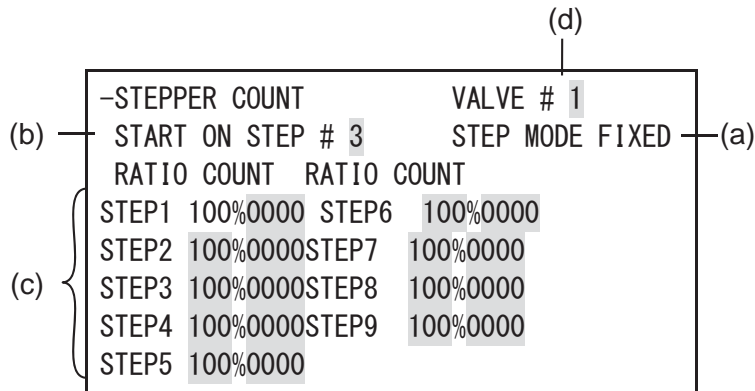 (d)
-STEPPER COUNT VALVE # 1
(b) START ON STEP # 3 STEP MODE FIXED (a)
RATIO COUNT RATIO COUNT
STEP1 100%0000 STEP6 100%0000
STEP2 100%0000STEP7 100%0000
(c) STEP3 100%0000STEP8 100%0000
STEP4 100%0000STEP9 100%0000
STEP5 100%0000